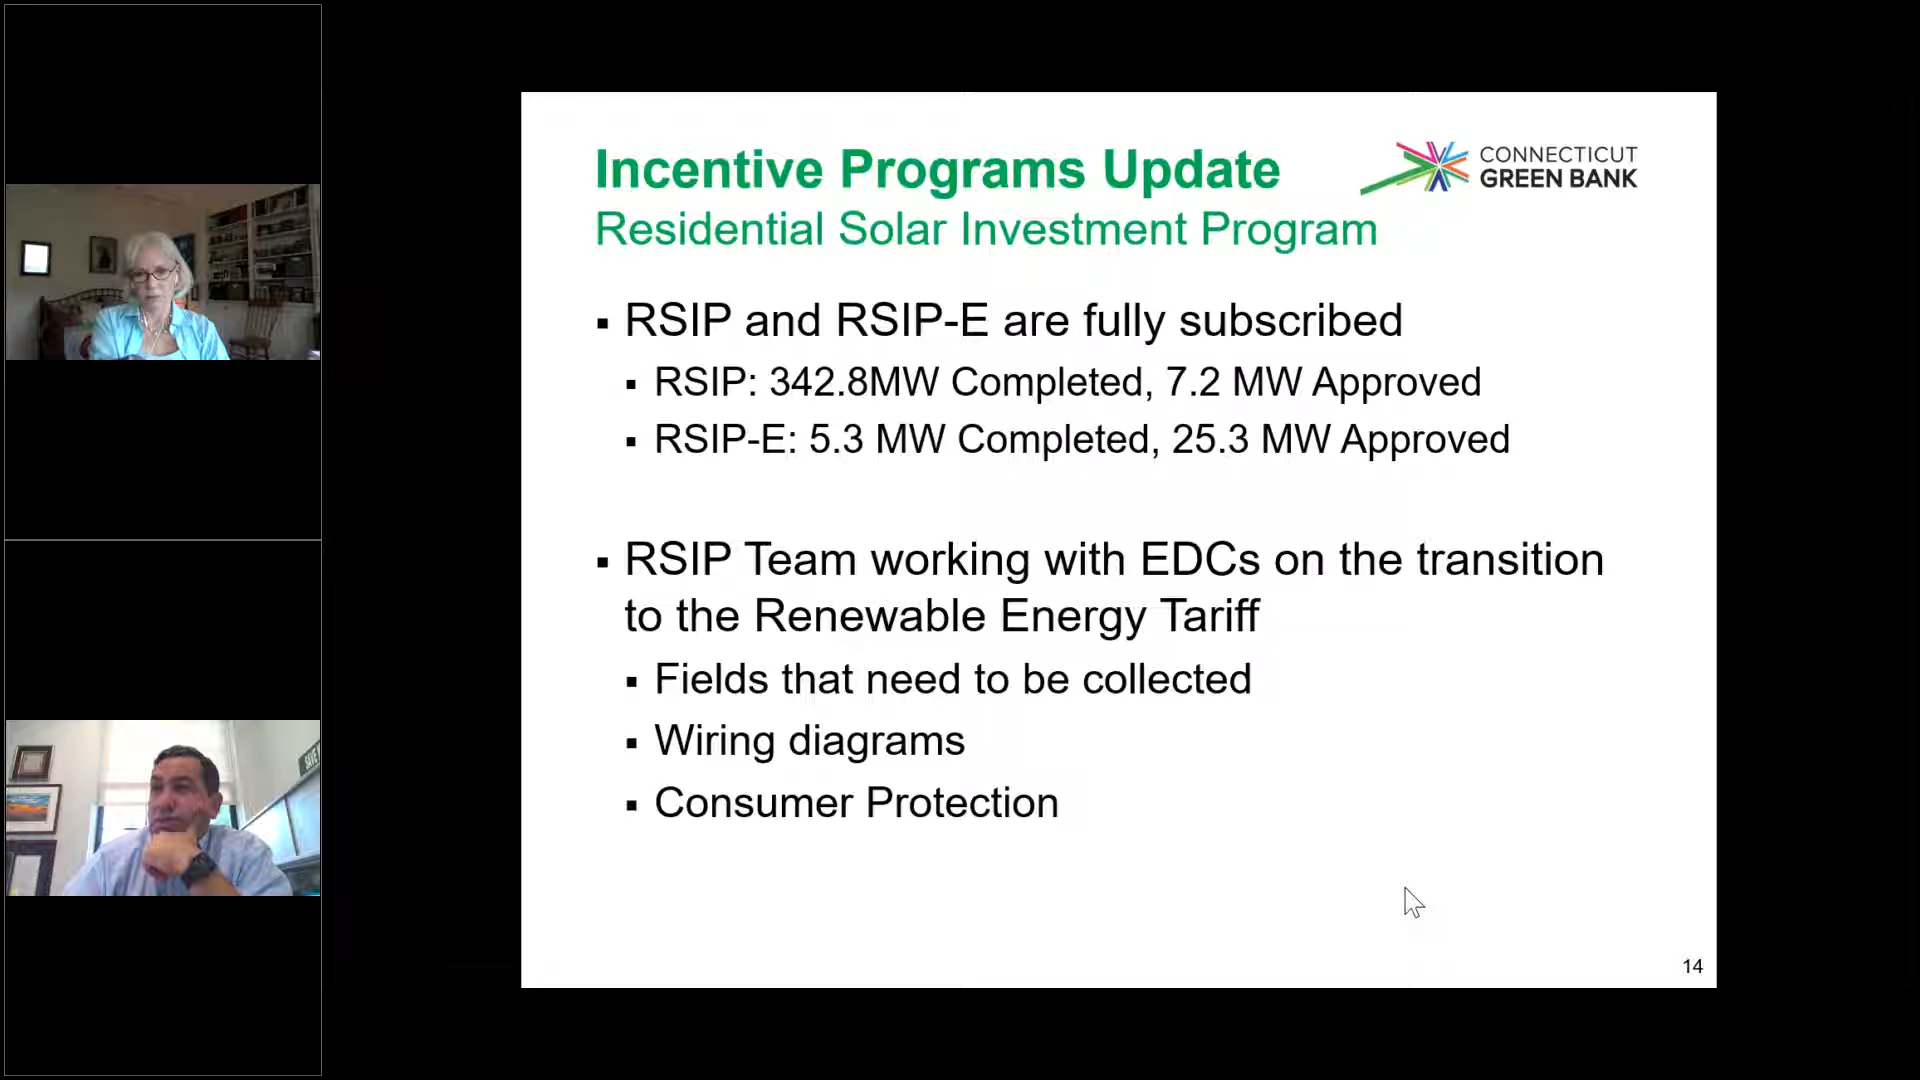 Incentive Programs Update
CONNECTICUT
GREEN BANK
Residential Solar Investment Program
▪ RSIP and RSIP-E are fully subscribed
▪ RSIP: 342.8MW Completed, 7.2 MW Approved
▪ RSIP-E: 5.3 MW Completed, 25.3 MW Approved
▪ RSIP Team working with EDCs on the transition
to the Renewable Energy Tariff
▪ Fields that need to be collected
▪ Wiring diagrams
▪ Consumer Protection
14